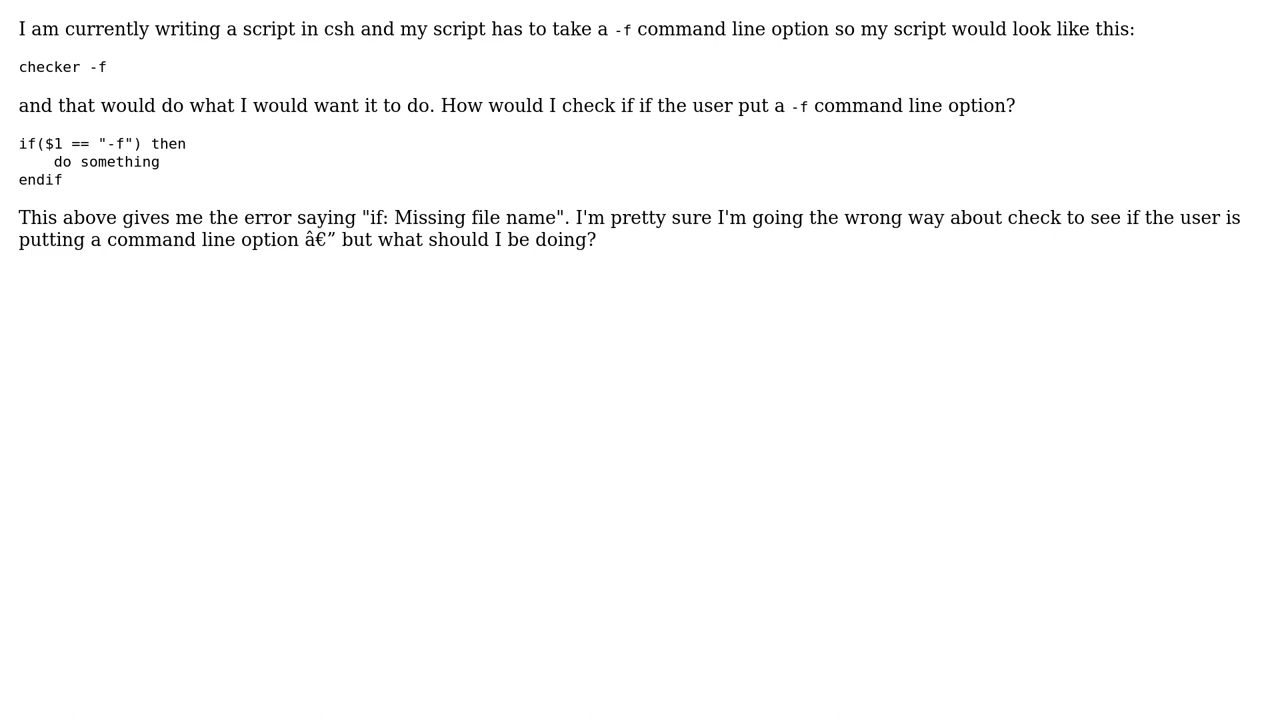 I am currently writing a script in csh and my script has to take a -f command line option so my script would look like this:
checker -f
and that would do what I would want it to do. How would I check if if the user put a -f command line option?
if($1 == "-f") then
    do something
endif
This above gives me the error saying "if: Missing file name". I'm pretty sure I'm going the wrong way about check to see if the user is
putting a command line option â€” but what should I be doing?